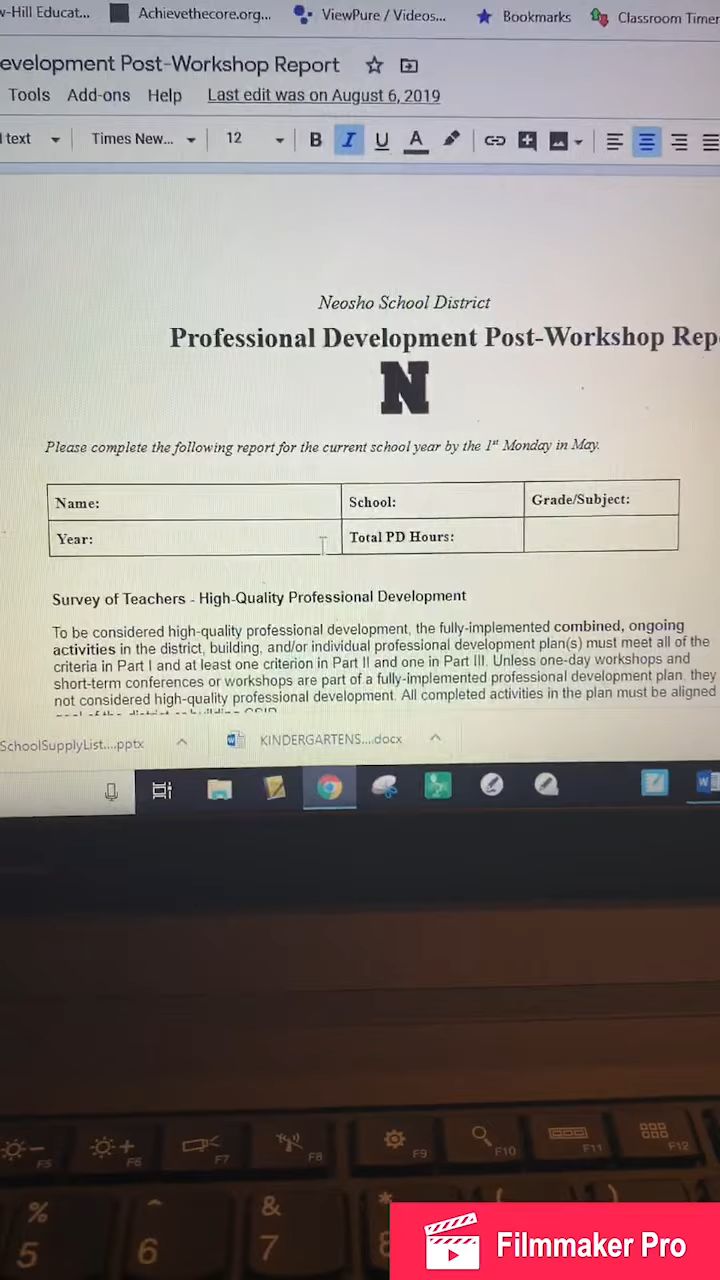 w-Hill Educat... Achievethecore.org... ViewPure / Videos... Bookmarks Classroom Timer
evelopment Post-Workshop Report
Tools Add-ons Help Last edit was on August 6, 2019
l text Times New... 12 B I U A
Neosho School District
Professional Development Post-Workshop Rep
N
Please complete the following report for the current school year by the 1st Monday in May.
Name: School: Grade/Subject:
Year: Total PD Hours:
Survey of Teachers - High-Quality Professional Development
To be considered high-quality professional development, the fully-implemented combined, ongoing
activities in the district, building, and/or individual professional development plan(s) must meet all of the
criteria in Part I and at least one criterion in Part II and one in Part III. Unless one-day workshops and
short-term conferences or workshops are part of a fully-implemented professional development plan, they
not considered high-quality professional development. All completed activities in the plan must be aligned
SchoolSupplyList....pptx KINDERGARTENS....docx
F5 F6 F7 F8 F9 F10 F11 F12
% ^ & * ( )
5 6 7 8
Filmmaker Pro